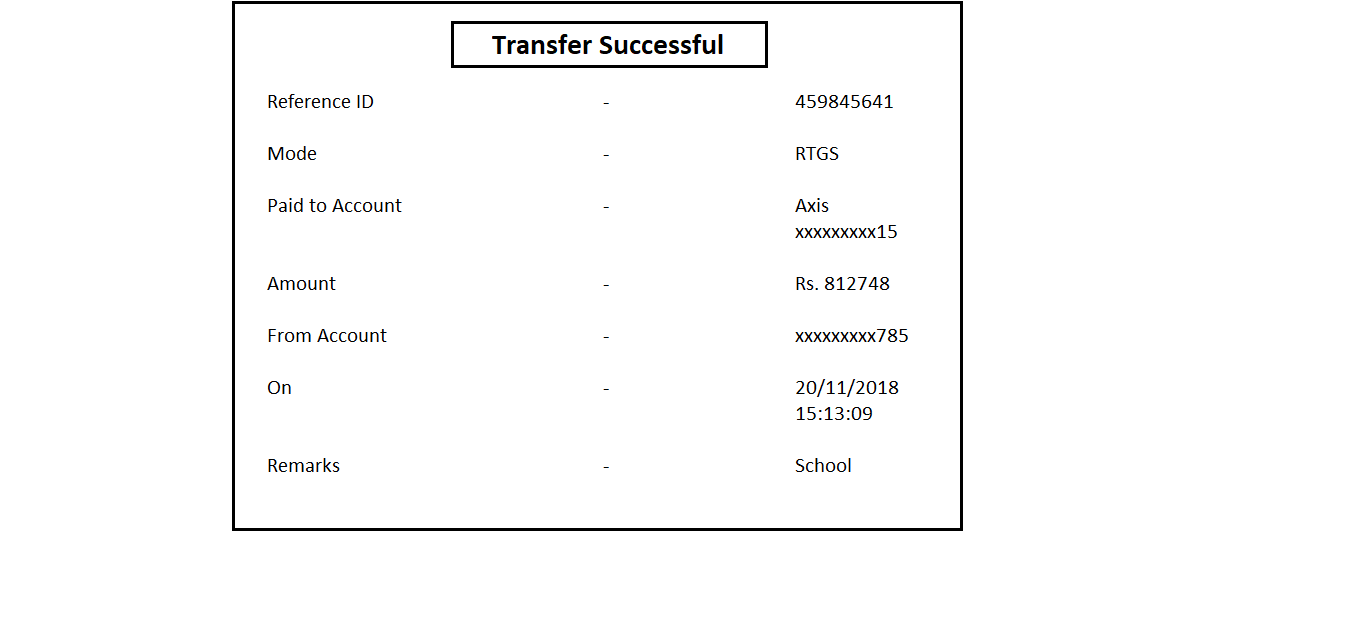 Transfer Successful
Reference ID - 459845641
Mode - RTGS
Paid to Account - Axis
xxxxxxxxx15
Amount - Rs. 812748
From Account - xxxxxxxxx785
On - 20/11/2018
15:13:09
Remarks - School